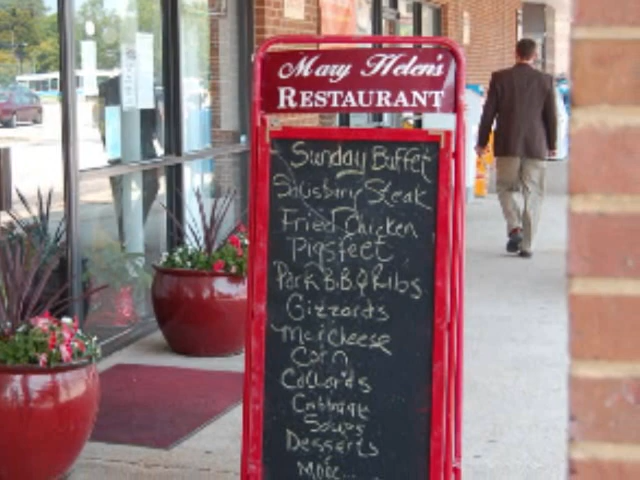 Mary Helen's
RESTAURANT
Sunday Buffet
Salisbury Steak
Fried Chicken
Pigsfeet
Pork B.B.Q Ribs
Gizzards
Mac Cheese
Corn
Collards
Cabbage
Soups
Desserts
&
More...